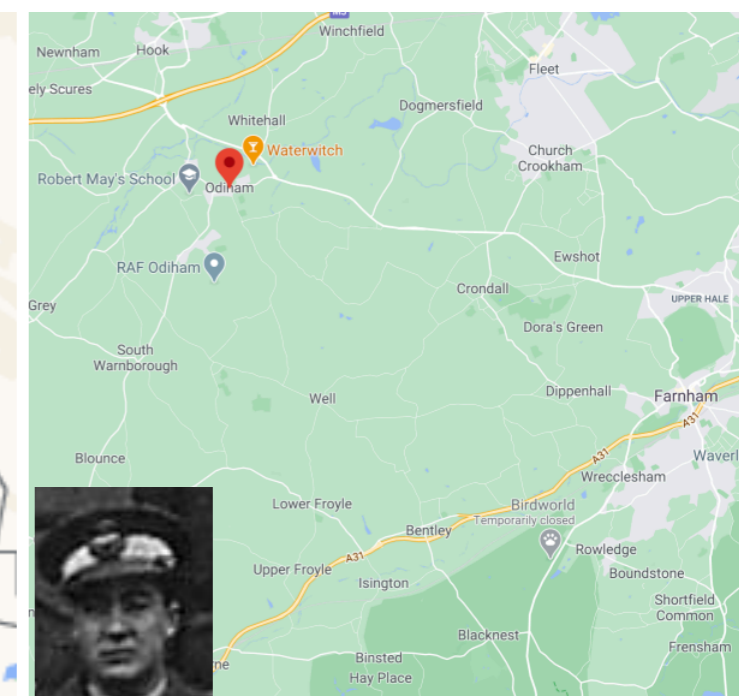 M3
Winchfield
Newnham
Hook
Fleet
ely Scures
Dogmersfield
Whitehall
Waterwitch
Church
Crookham
Robert May's School
Odiham
Ewshot
RAF Odiham
Crondall
UPPER HALE
Grey
Dora's Green
South
Warnborough
Dippenhall
Farnham
Well
A31
Blounce
A31
Waverl
Wrecclesham
Lower Froyle
Birdworld
Temporarily closed
Bentley
Rowledge
A31
Upper Froyle
Boundstone
Isington
Shortfield
Common
Blacknest
Frensham
Binsted
Hay Place